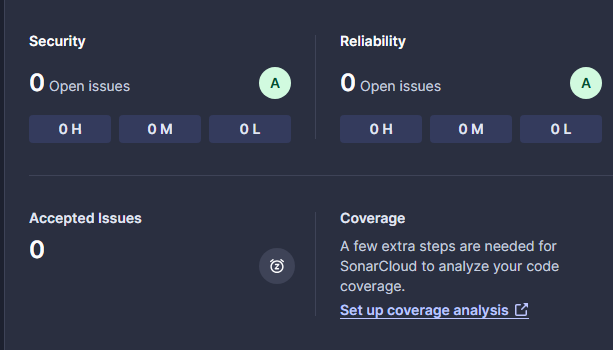 Security
0 Open issues
A
0 H
0 M
0 L
Reliability
0 Open issues
A
0 H
0 M
0 L
Accepted Issues
0
Coverage
A few extra steps are needed for
SonarCloud to analyze your code
coverage.
Set up coverage analysis